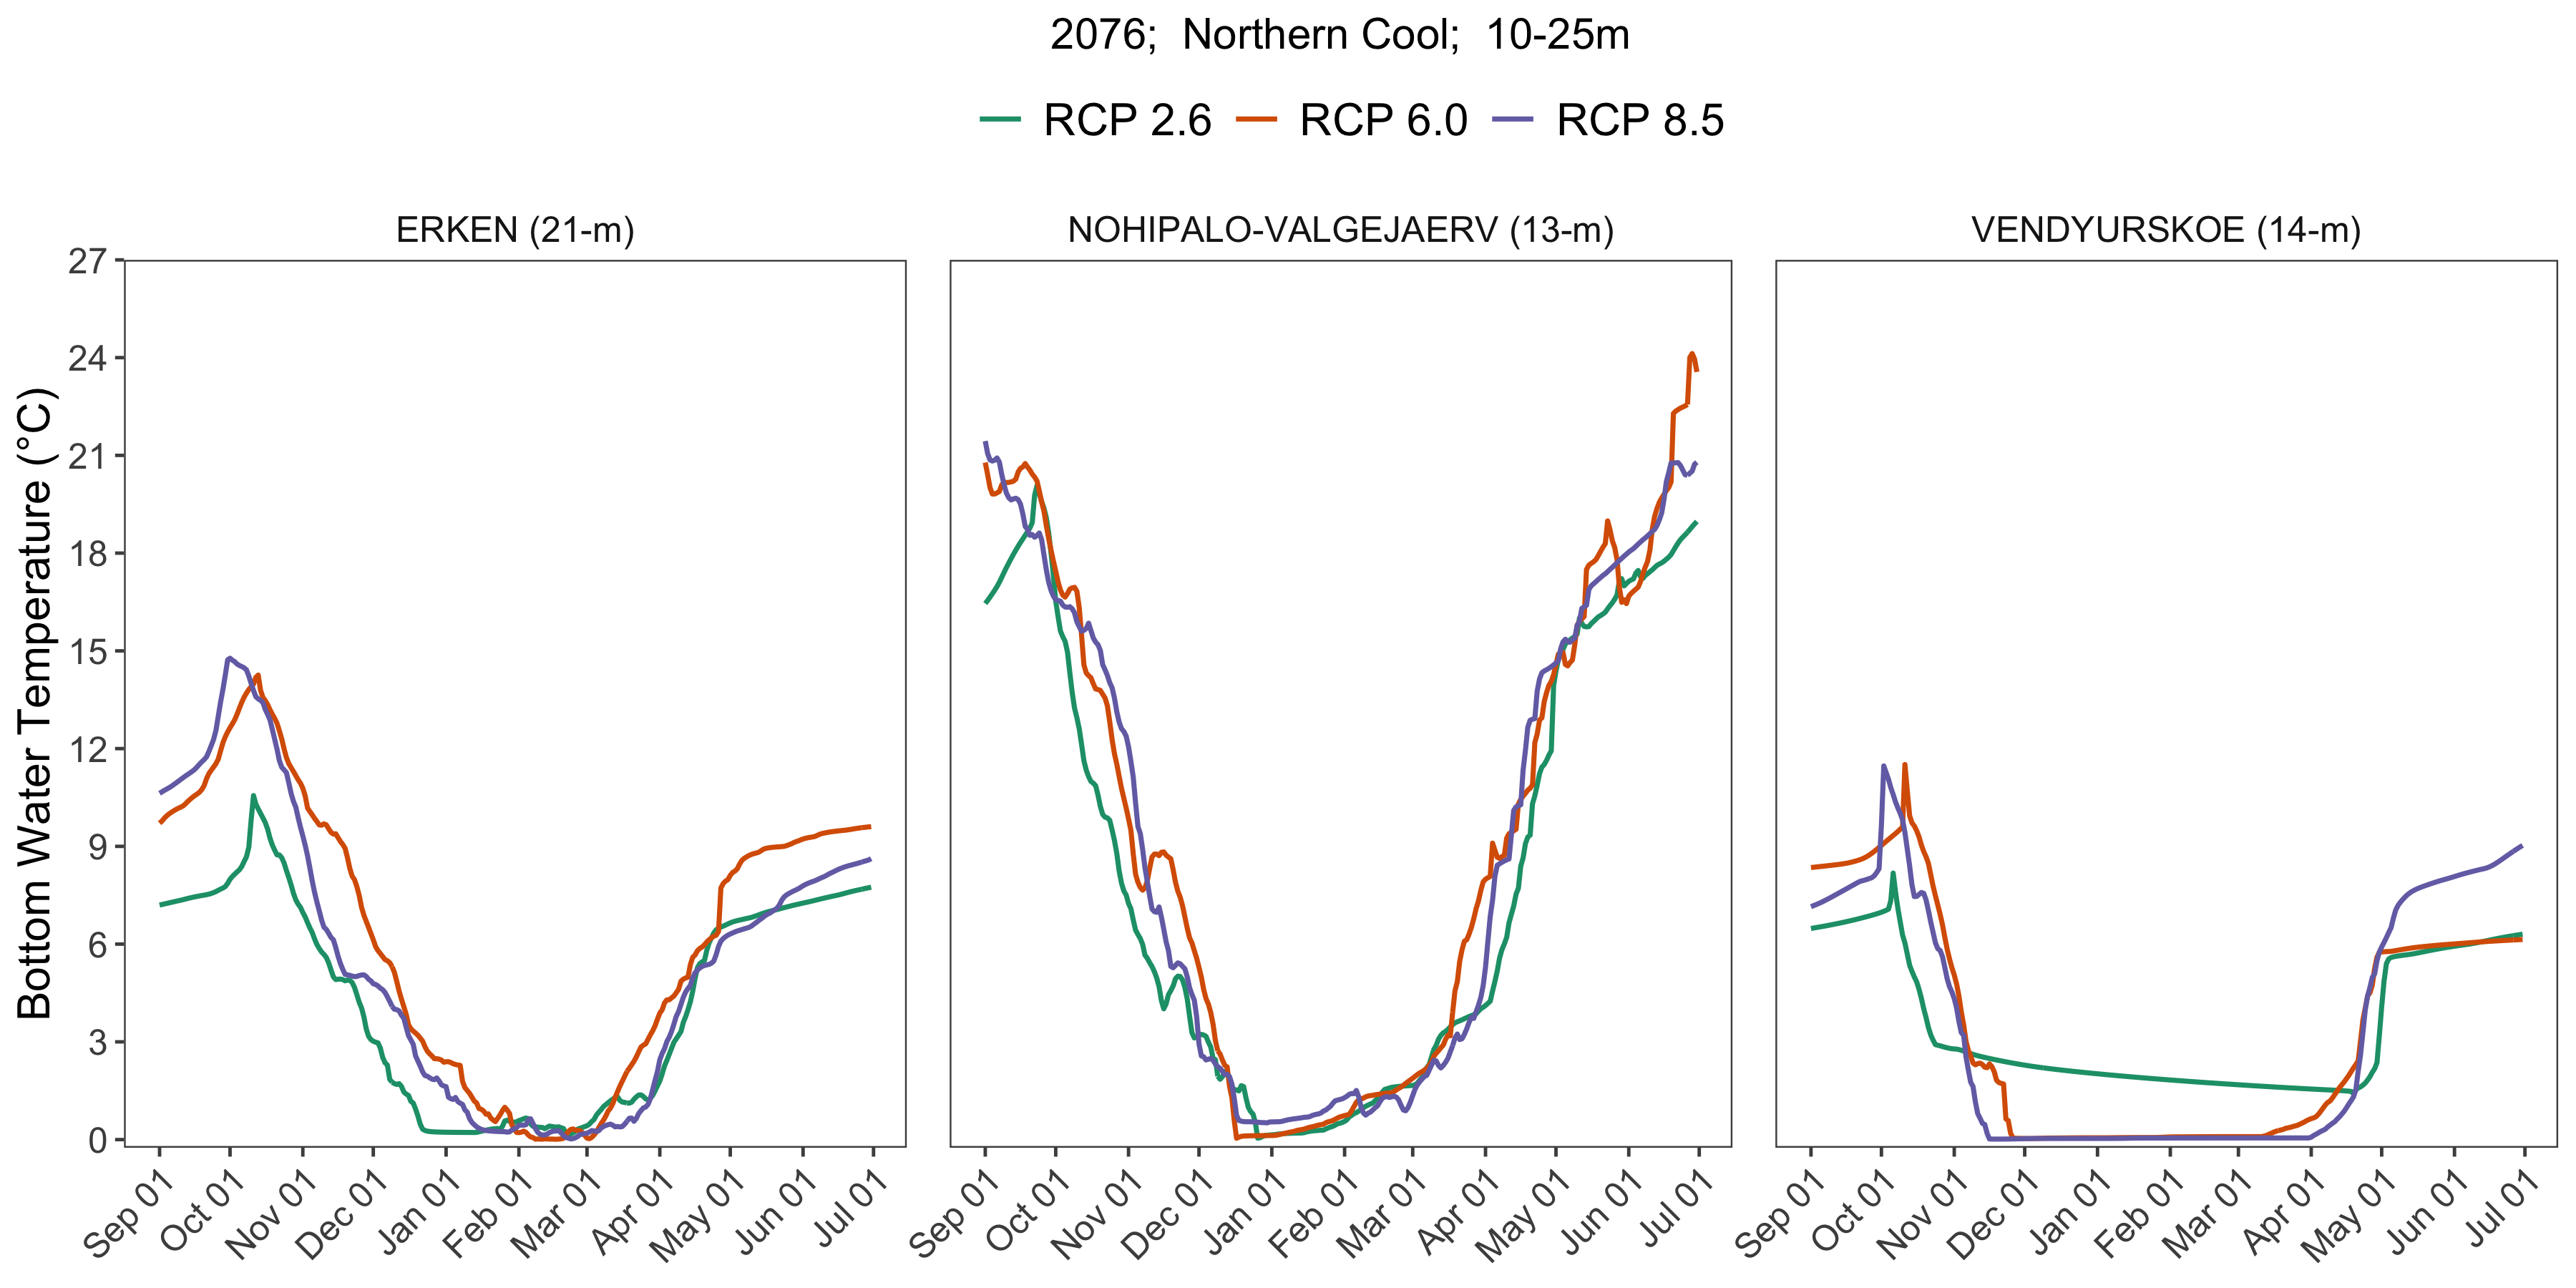 2076; Northern Cool; 10-25m
RCP 2.6 RCP 6.0 RCP 8.5
ERKEN (21-m) NOHIPALO-VALGEJAERV (13-m) VENDYURSKOE (14-m)
Bottom Water Temperature (°C)
27
24
21
18
15
12
9
6
3
0
Sep 01 Oct 01 Nov 01 Dec 01 Jan 01 Feb 01 Mar 01 Apr 01 May 01 Jun 01 Jul 01 Sep 01 Oct 01 Nov 01 Dec 01 Jan 01 Feb 01 Mar 01 Apr 01 May 01 Jun 01 Jul 01 Sep 01 Oct 01 Nov 01 Dec 01 Jan 01 Feb 01 Mar 01 Apr 01 May 01 Jun 01 Jul 01